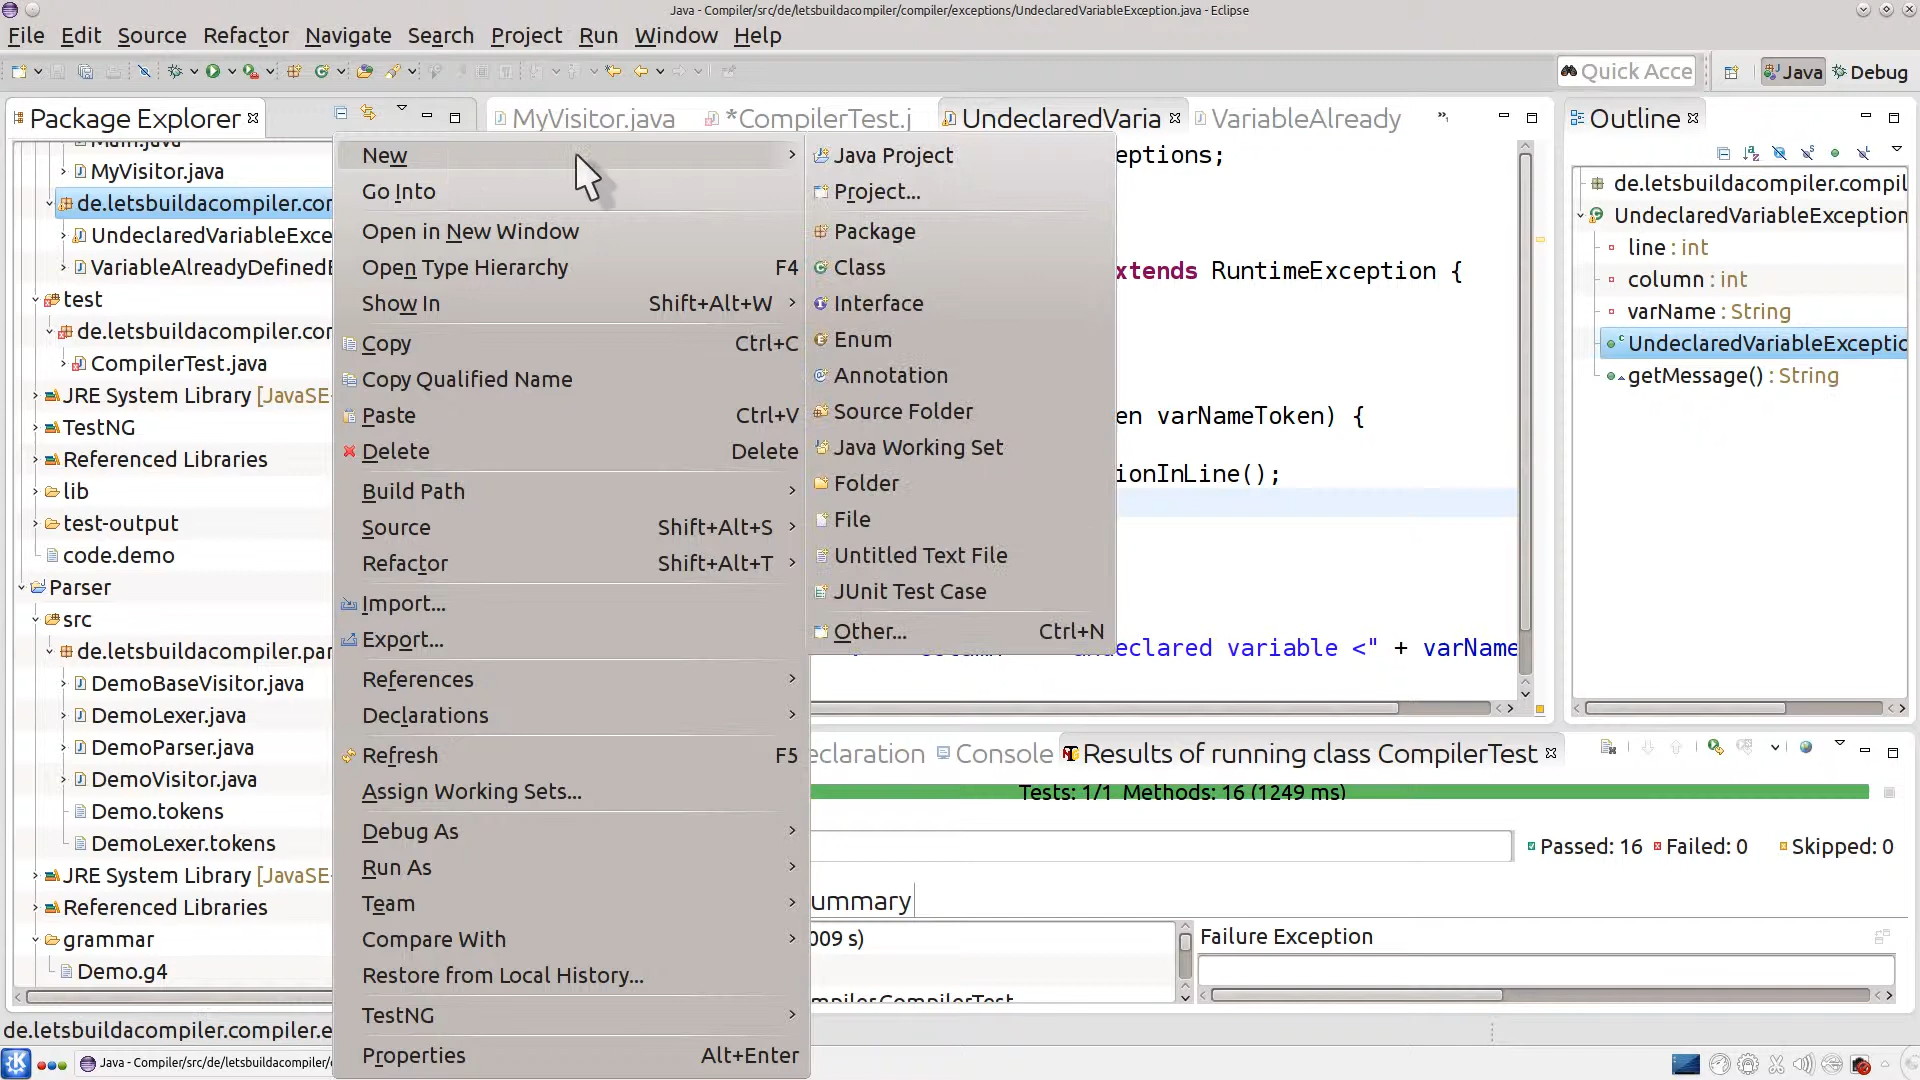 Java - Compiler/src/de/letsbuildacompiler/compiler/exceptions/UndeclaredVariableException.java - Eclipse
File Edit Source Refactor Navigate Search Project Run Window Help
Quick Acce
Java
Debug
Package Explorer
MyVisitor.java
*CompilerTest.j
UndeclaredVaria
VariableAlready
Outline
Main.java
MyVisitor.java
de.letsbuildacompiler.cor
UndeclaredVariableExce
VariableAlreadyDefinedE
test
de.letsbuildacompiler.cor
CompilerTest.java
JRE System Library [JavaSE-
TestNG
Referenced Libraries
lib
test-output
code.demo
Parser
src
de.letsbuildacompiler.par
DemoBaseVisitor.java
DemoLexer.java
DemoParser.java
DemoVisitor.java
Demo.tokens
DemoLexer.tokens
JRE System Library [JavaSE-
Referenced Libraries
grammar
Demo.g4
New
Go Into
Open in New Window
Open Type Hierarchy F4
Show In Shift+Alt+W
Copy Ctrl+C
Copy Qualified Name
Paste Ctrl+V
Delete Delete
Build Path
Source Shift+Alt+S
Refactor Shift+Alt+T
Import...
Export...
References
Declarations
Refresh F5
Assign Working Sets...
Debug As
Run As
Team
Compare With
Restore from Local History...
TestNG
Properties Alt+Enter
Java Project
Project...
Package
Class
Interface
Enum
Annotation
Source Folder
Java Working Set
Folder
File
Untitled Text File
JUnit Test Case
Other... Ctrl+N
eptions;
xtends RuntimeException {
en varNameToken) {
ionInLine();
declared variable <" + varName
de.letsbuildacompiler.compil
UndeclaredVariableException
line : int
column : int
varName : String
UndeclaredVariableExceptio
getMessage() : String
eclaration
Console
Results of running class CompilerTest
Tests: 1/1 Methods: 16 (1249 ms)
Passed: 16 Failed: 0 Skipped: 0
ummary
009 s)
mpiler.CompilerTest
Failure Exception
de.letsbuildacompiler.compiler.e
Java - Compiler/src/de/letsbuildacompiler/